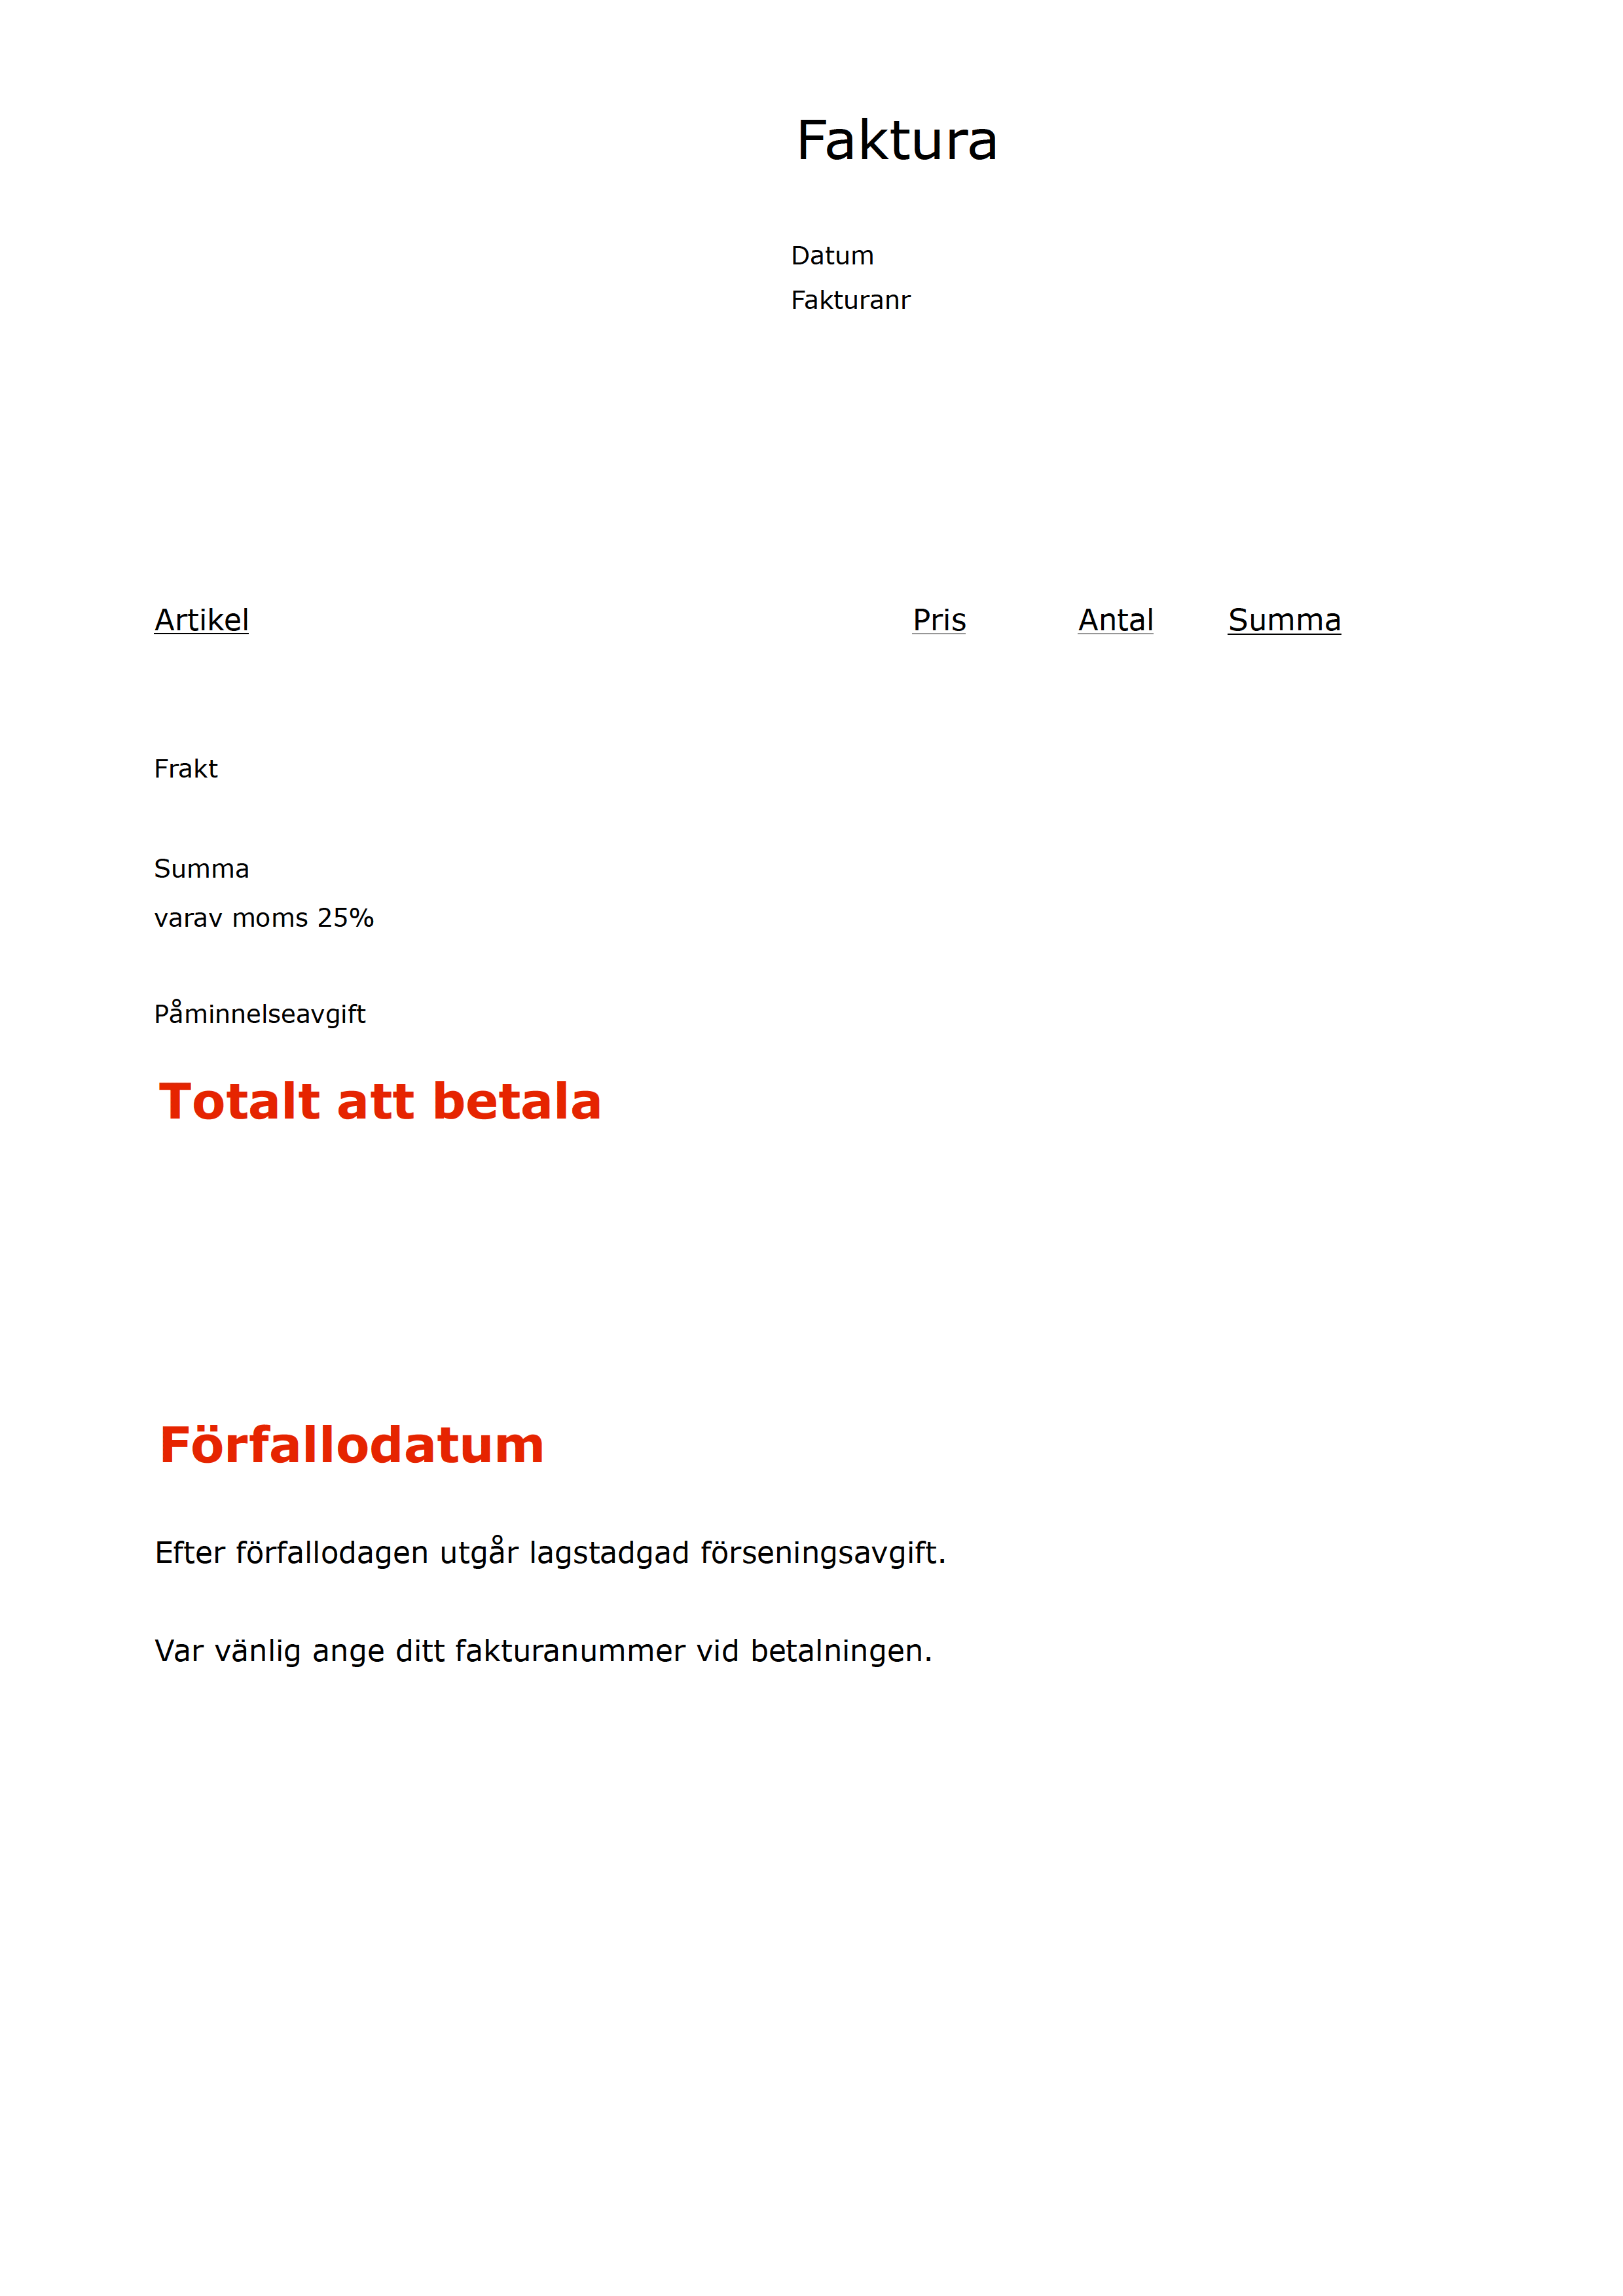 Faktura
Datum
Fakturanr
Artikel Pris Antal Summa
Frakt
Summa
varav moms 25%
Påminnelseavgift
Totalt att betala
Förfallodatum
Efter förfallodagen utgår lagstadgad förseningsavgift.
Var vänlig ange ditt fakturanummer vid betalningen.